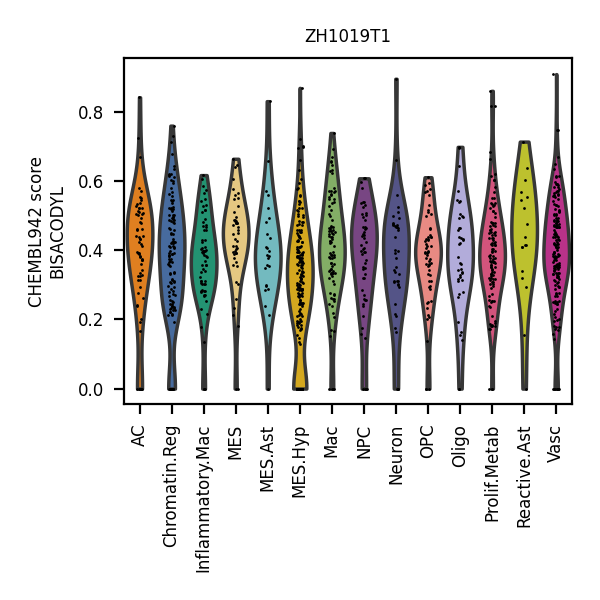 ZH1019T1
CHEMBL942 score
BISACODYL
0.8
0.6
0.4
0.2
0.0
AC
Chromatin.Reg
Inflammatory.Mac
MES
MES.Ast
MES.Hyp
Mac
NPC
Neuron
OPC
Oligo
Prolif.Metab
Reactive.Ast
Vasc